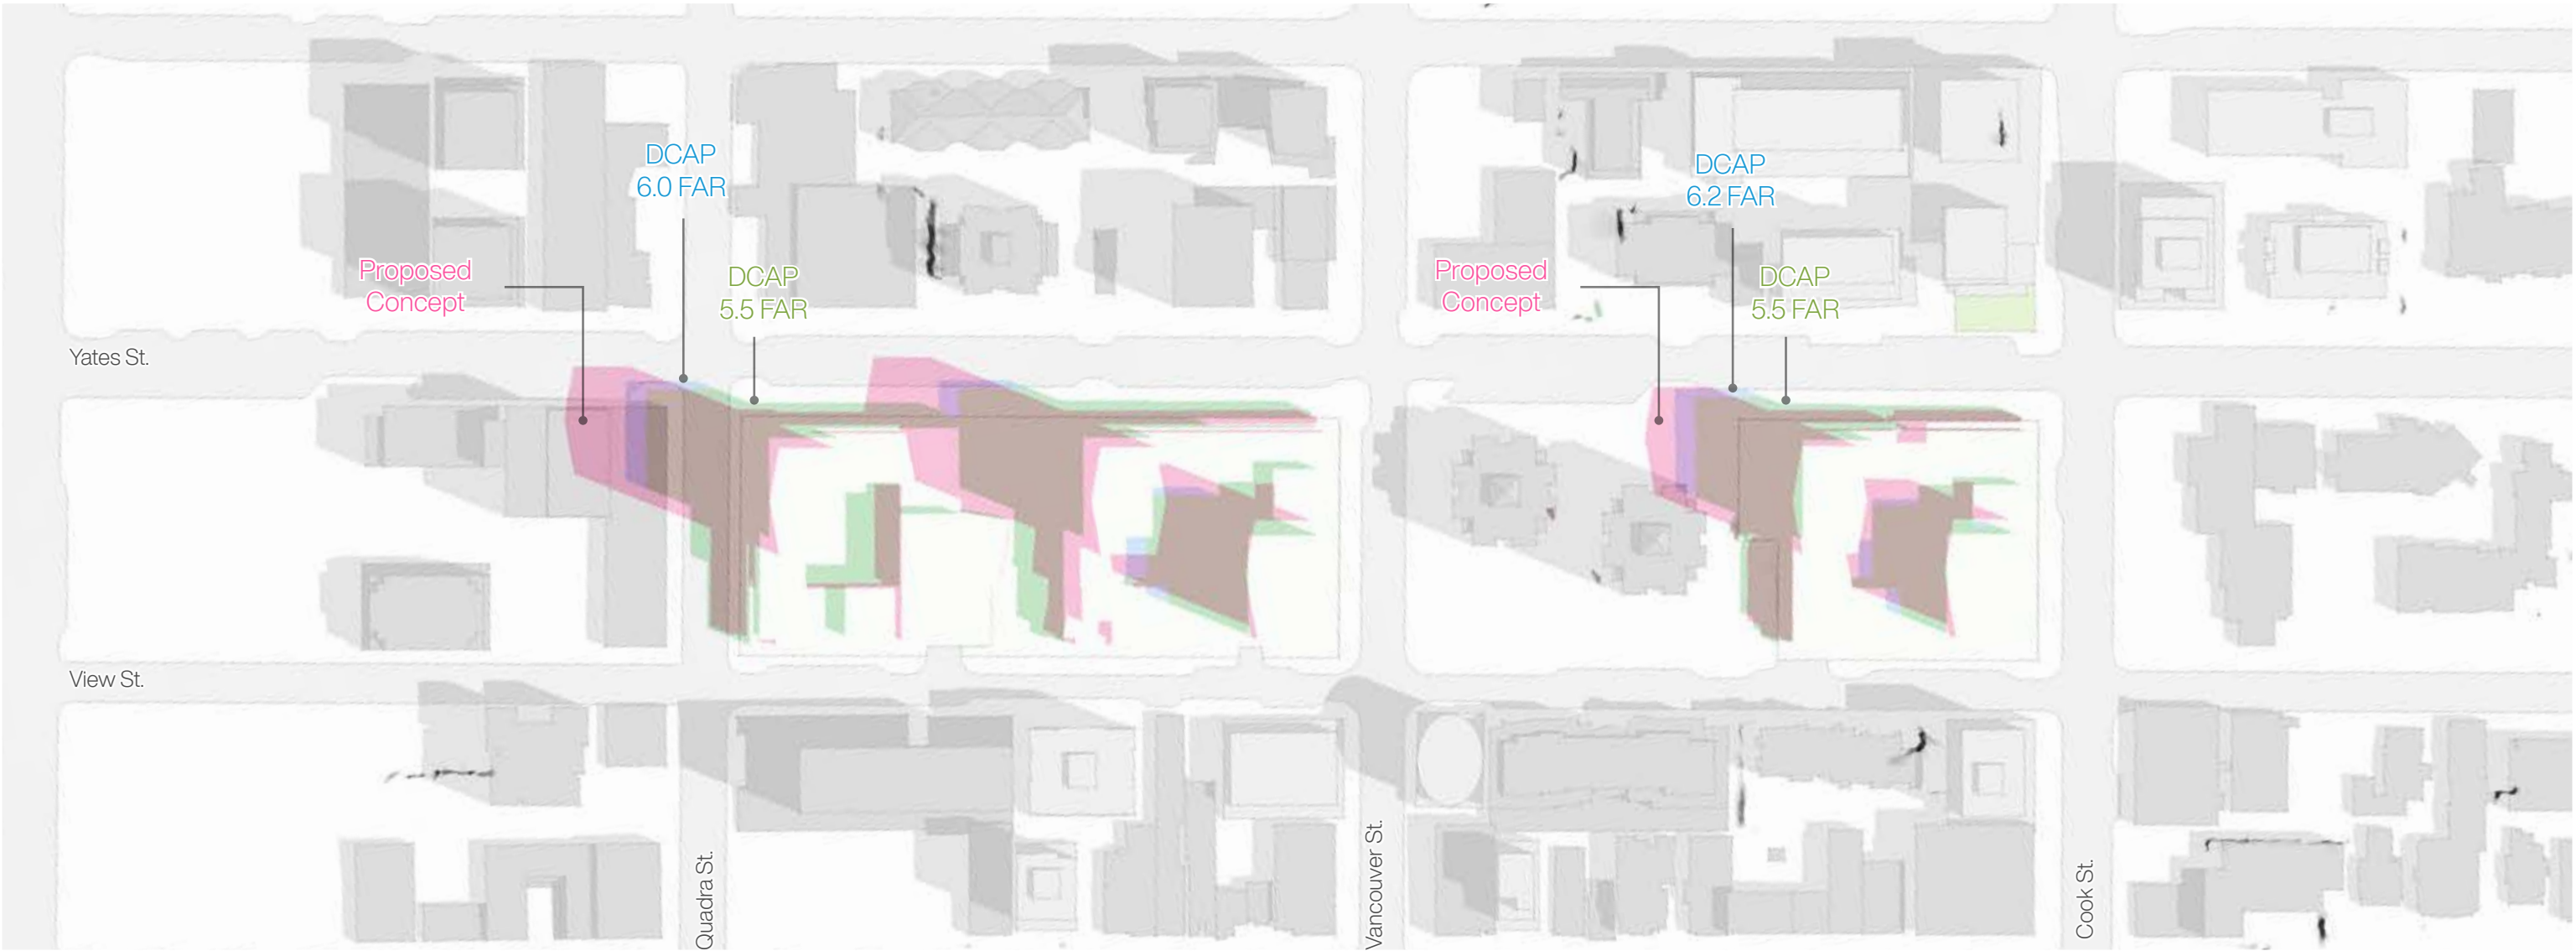 DCAP
6.0 FAR
DCAP
6.2 FAR
Proposed
Concept
DCAP
5.5 FAR
Proposed
Concept
DCAP
5.5 FAR
Yates St.
View St.
Quadra St.
Vancouver St.
Cook St.